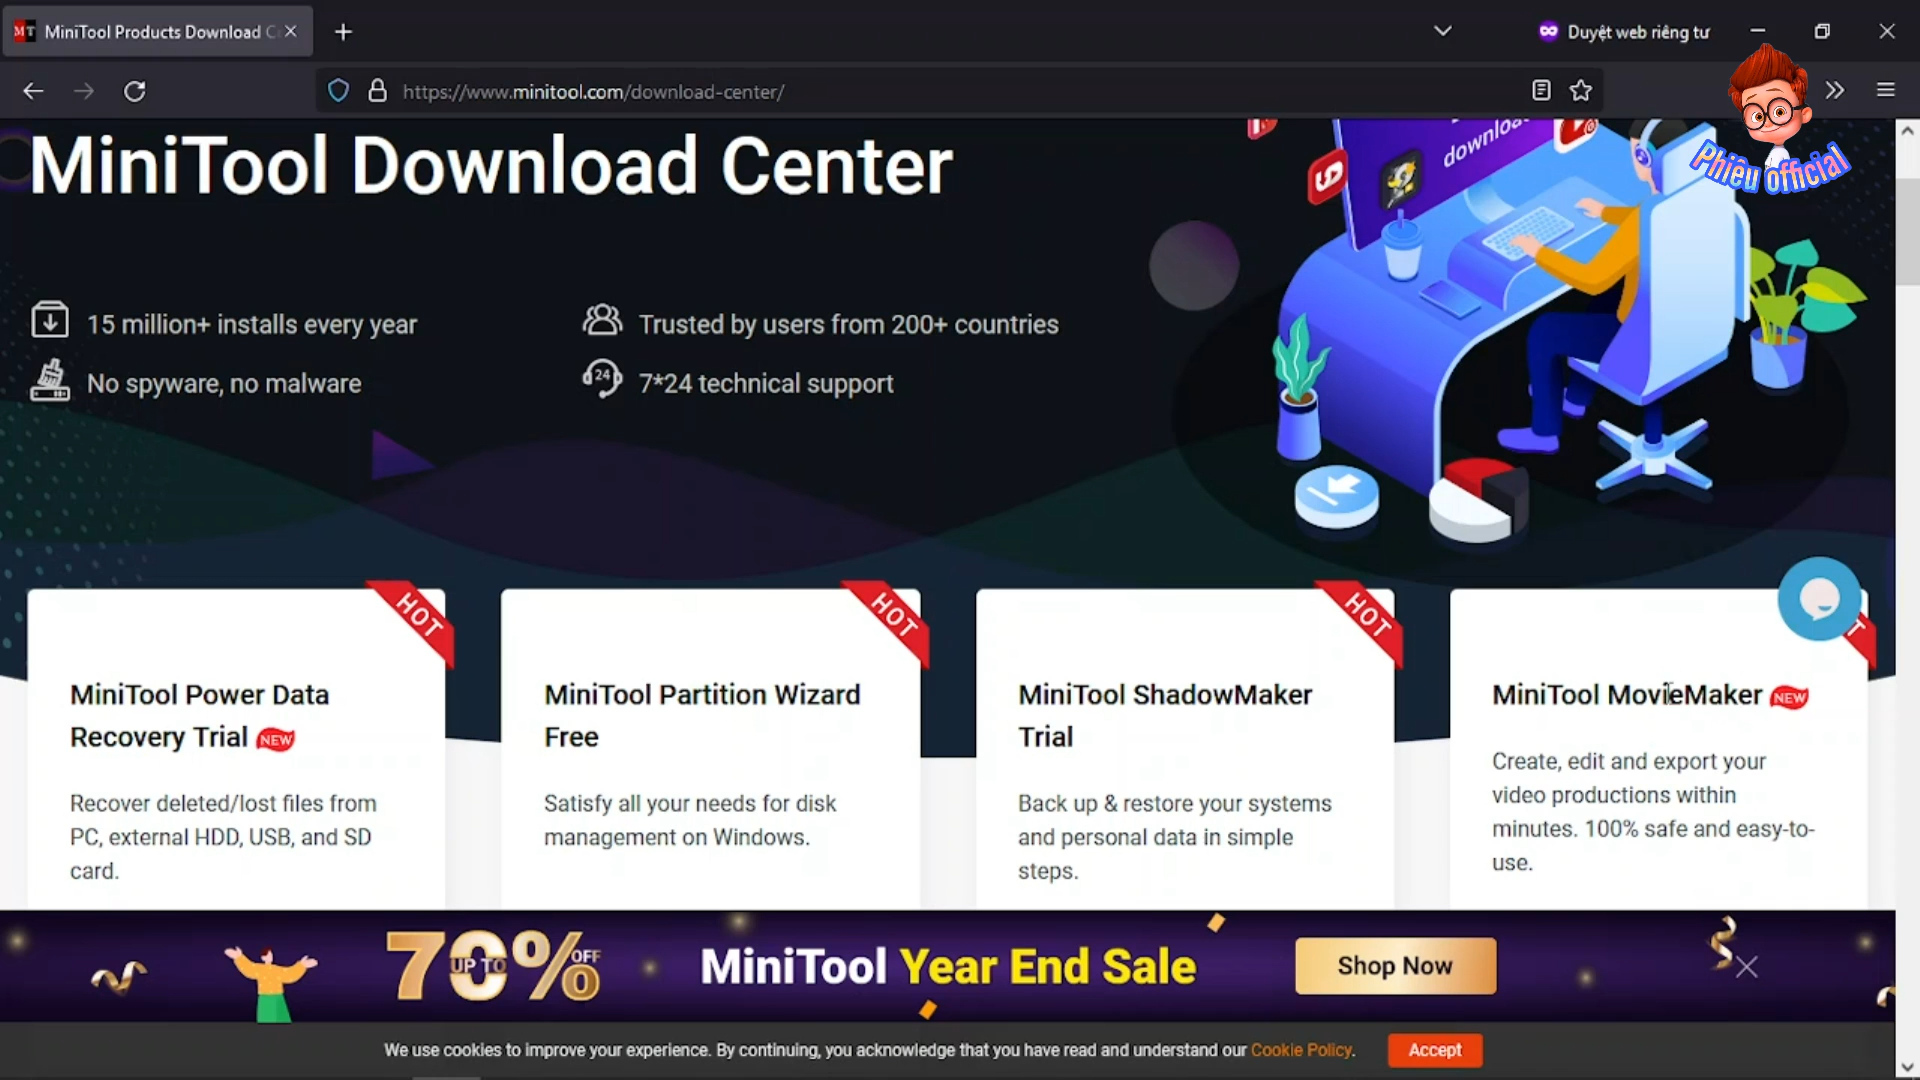 MiniTool Products Download C
Duyệt web riêng tư
https://www.minitool.com/download-center/
Phiêu official
MiniTool Download Center
download
15 million+ installs every year
Trusted by users from 200+ countries
No spyware, no malware
24
7*24 technical support
HOT
HOT
HOT
T
MiniTool Power Data
Recovery Trial NEW
Recover deleted/lost files from
PC, external HDD, USB, and SD
card.
MiniTool Partition Wizard
Free
Satisfy all your needs for disk
management on Windows.
MiniTool ShadowMaker
Trial
Back up & restore your systems
and personal data in simple
steps.
MiniTool MovieMaker NEW
Create, edit and export your
video productions within
minutes. 100% safe and easy-to-
use.
UP TO 70% OFF
MiniTool Year End Sale
Shop Now
We use cookies to improve your experience. By continuing, you acknowledge that you have read and understand our Cookie Policy.
Accept